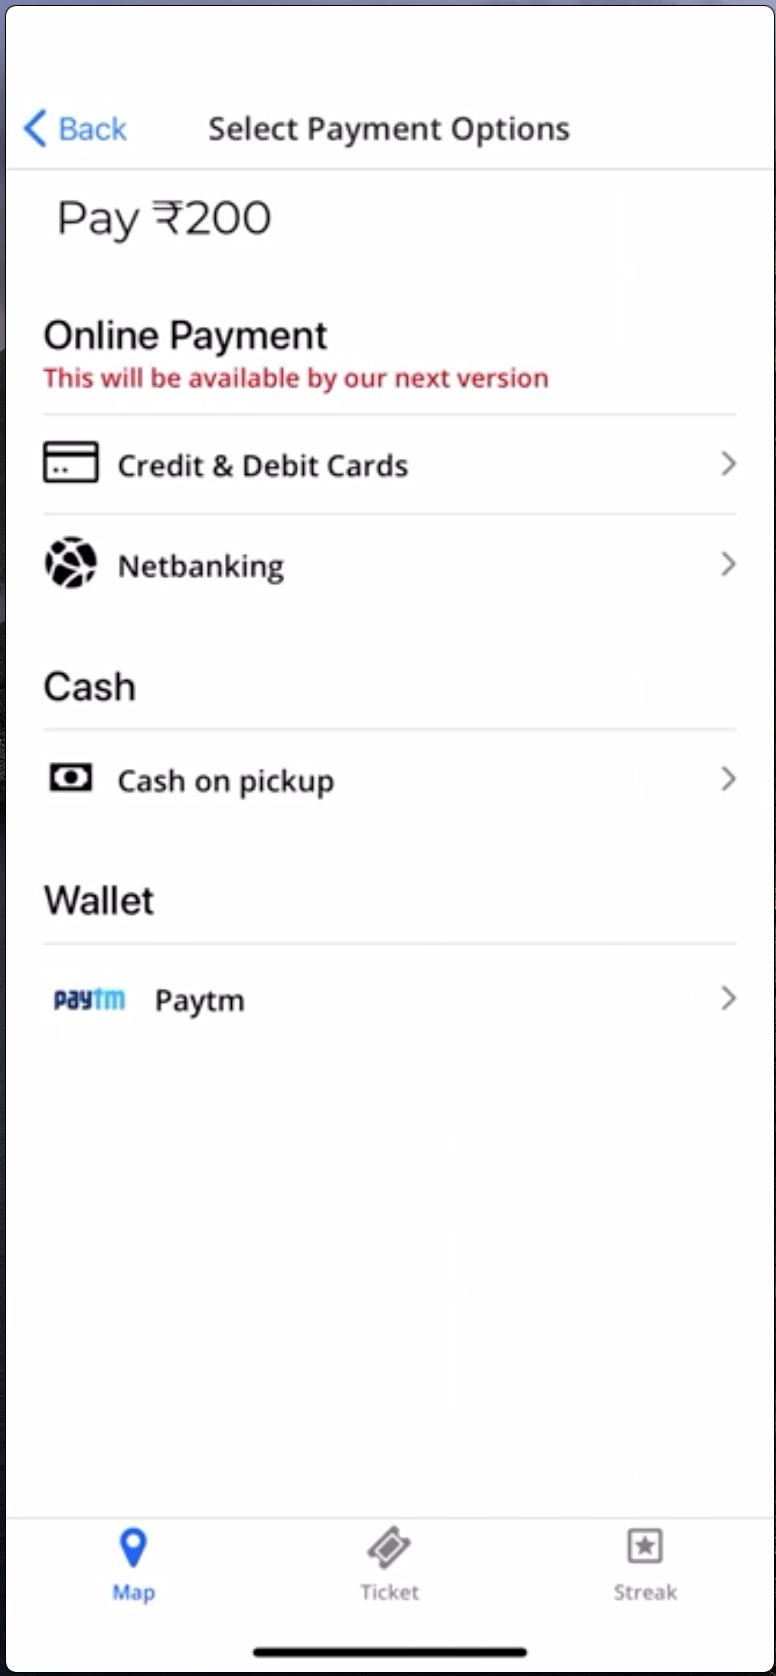 Back
Select Payment Options
Pay ₹200
Online Payment
This will be available by our next version
Credit & Debit Cards
Netbanking
Cash
Cash on pickup
Wallet
paytm Paytm
Map
Ticket
Streak